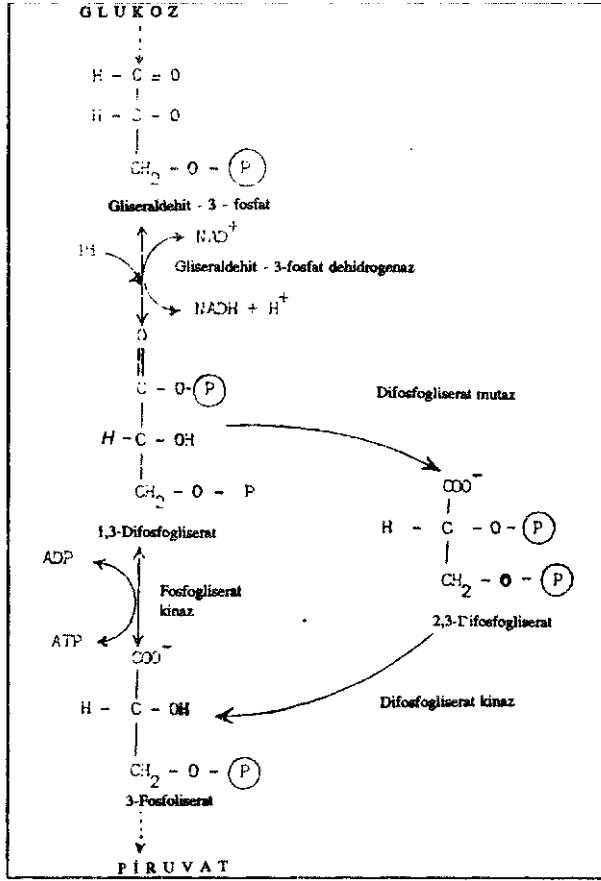 GLUKOZ
H - C = O
H - C - O
CH2 - O - P
Gliseraldehit - 3 - fosfat
Pi
NAD+
Gliseraldehit - 3-fosfat dehidrogenaz
NADH + H+
O
C - O- P
Difosfogliserat mutaz
H - C - OH
COO-
CH2 - O - P
H - C - O- P
1,3-Difosfogliserat
ADP
CH2 - O - P
Fosfogliserat
kinaz
2,3-Difosfogliserat
ATP
COO-
H - C - OH
Difosfogliserat kinaz
CH2 - O - P
3-Fosfoliserat
PİRUVAT